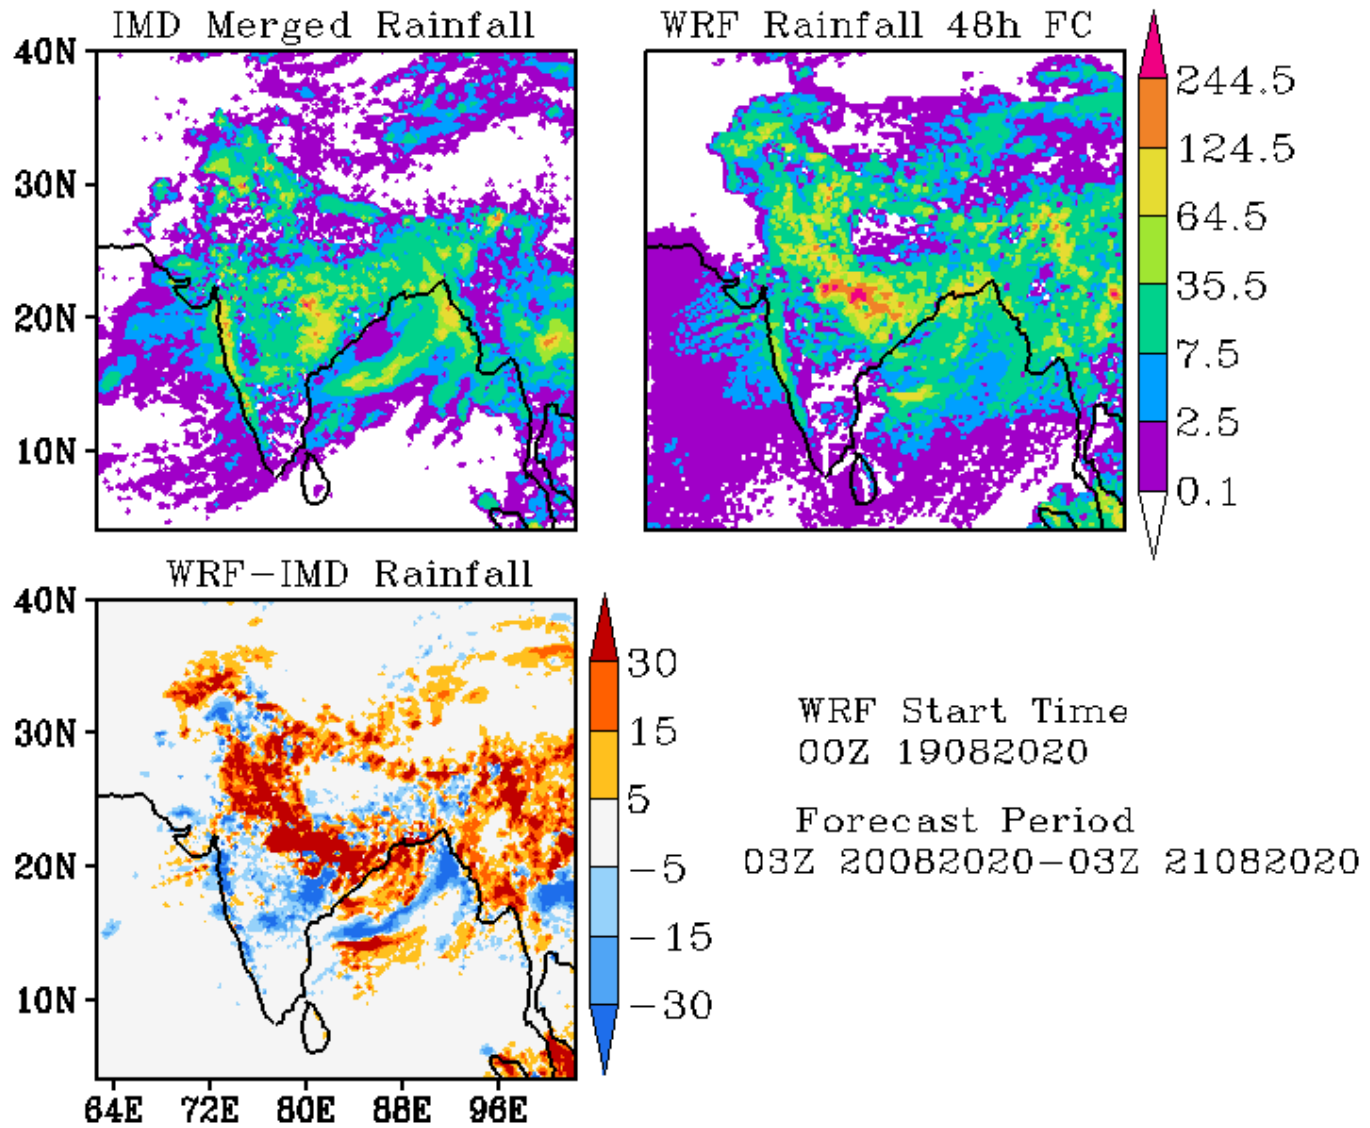 IMD Merged Rainfall
WRF Rainfall 48h FC
40N
30N
20N
10N
244.5
124.5
64.5
35.5
7.5
2.5
0.1
WRF-IMD Rainfall
40N
30N
20N
10N
64E 72E 80E 88E 96E
30
15
5
-5
-15
-30
WRF Start Time
00Z 19082020
Forecast Period
03Z 20082020-03Z 21082020